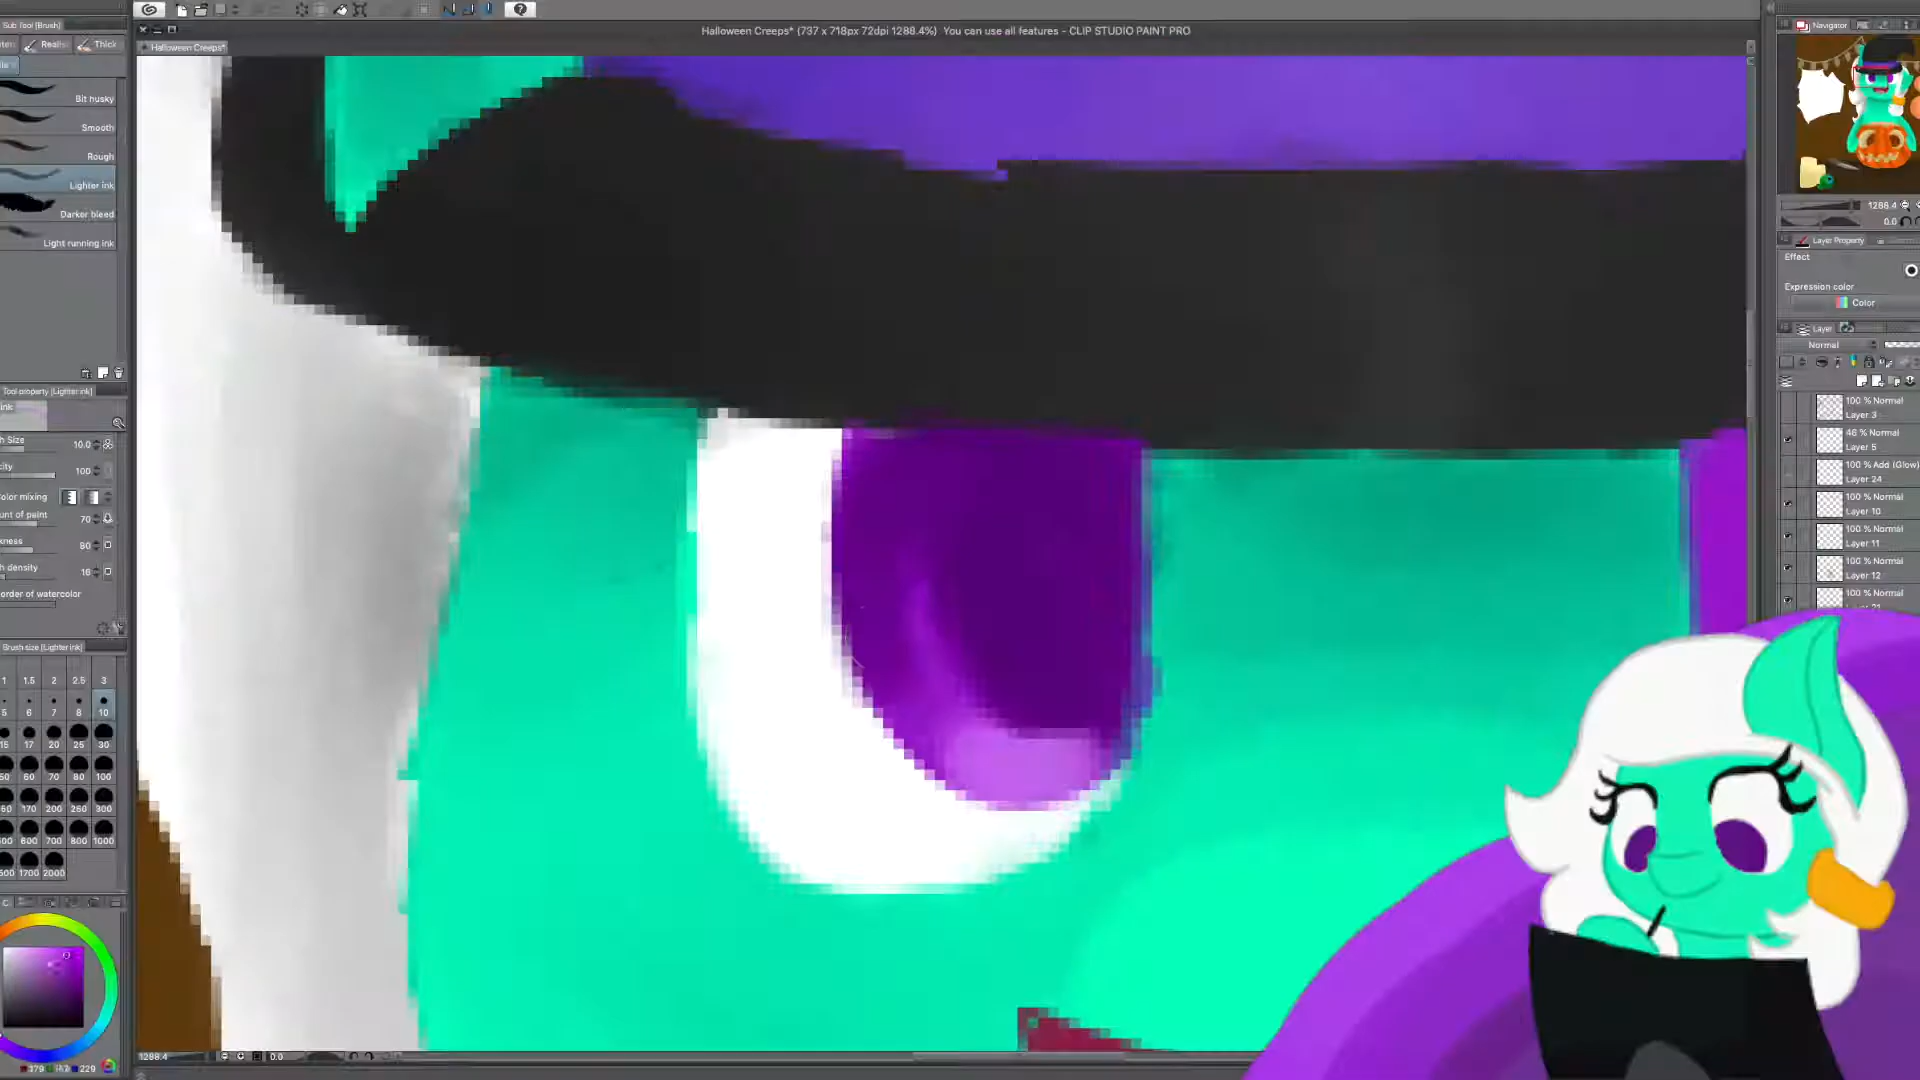 Sub Tool [Brush]
Realis
Thick
Bit husky
Smooth
Rough
Lighter ink
Darker bleed
Light running ink
Tool property [Lighter ink]
ink
h Size 10.0
city 100
Color mixing
unt of paint 70
kness 80
h density 16
order of watercolor
Brush size [Lighter ink]
1 1.5 2 2.5 3
5 6 7 8 10
15 17 20 25 30
50 60 70 80 100
170 200 300
500 600 700 800 1000
1700 2000
229
Halloween Creeps* (737 x 718px 72dpi 1288.4%) You can use all features - CLIP STUDIO PAINT PRO
Halloween Creeps*
1288.4
0.0
Navigator
1288.4
0.0
Layer Property
Effect
Expression color
Color
Layer
Normal
100 % Normal
Layer 3
46 % Normal
Layer 5
100 % Add (Glow)
Layer 24
100 % Normal
Layer 10
100 % Normal
Layer 11
100 % Normal
Layer 12
100 % Normal